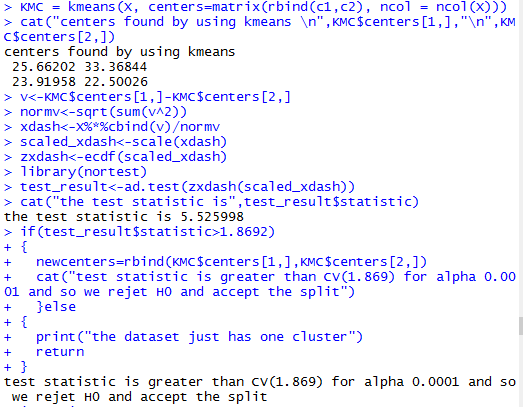 > KMC = kmeans(X, centers=matrix(rbind(c1,c2), ncol = ncol(X)))
> cat("centers found by using kmeans \n",KMC$centers[1,],"\n",KM
C$centers[2,])
centers found by using kmeans
 25.66202 33.36844
 23.91958 22.50026
> v<-KMC$centers[1,]-KMC$centers[2,]
> normv<-sqrt(sum(v^2))
> xdash<-X%*%cbind(v)/normv
> scaled_xdash<-scale(xdash)
> zxdash<-ecdf(scaled_xdash)
> library(nortest)
> test_result<-ad.test(zxdash(scaled_xdash))
> cat("the test statistic is",test_result$statistic)
the test statistic is 5.525998
> if(test_result$statistic>1.8692)
+ {
+   newcenters=rbind(KMC$centers[1,],KMC$centers[2,])
+   cat("test statistic is greater than CV(1.869) for alpha 0.00
01 and so we rejet H0 and accept the split")
+   }else
+ {
+   print("the dataset just has one cluster")
+   return
+ }
test statistic is greater than CV(1.869) for alpha 0.0001 and so
 we rejet H0 and accept the split